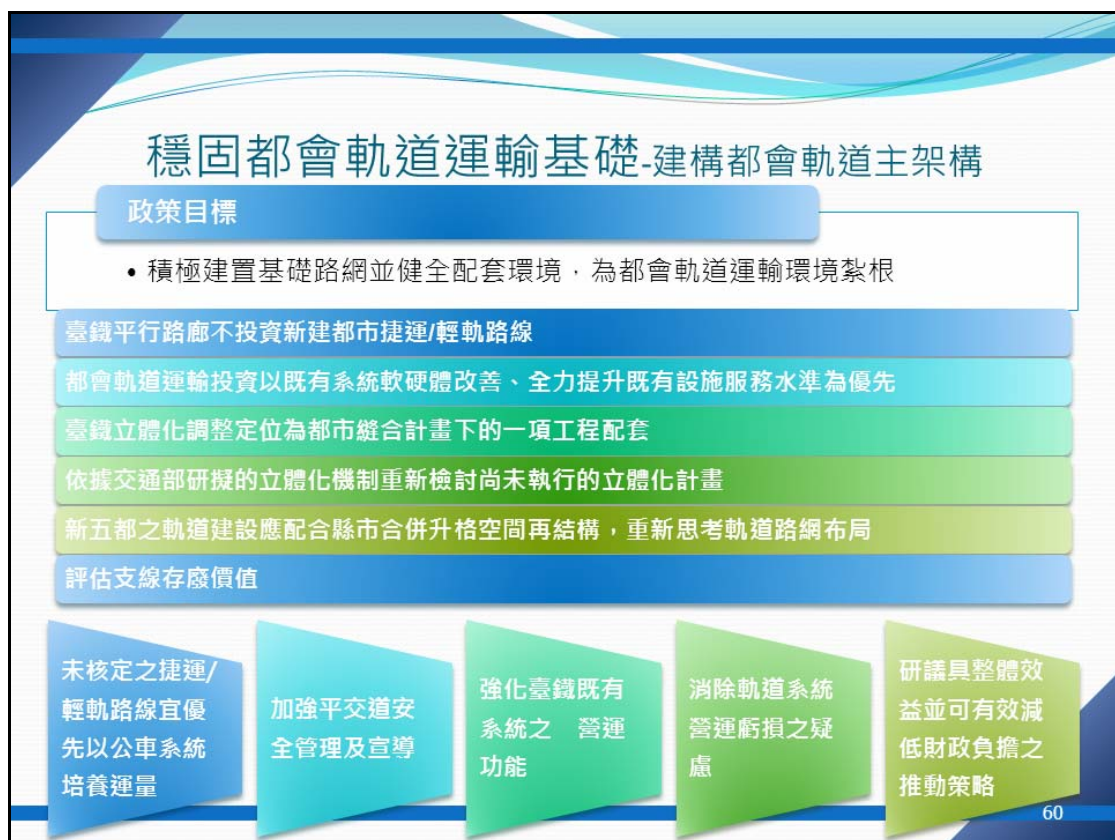 穩固都會軌道運輸基礎-建構都會軌道主架構
政策目標
• 積極建置基礎路網並健全配套環境，為都會軌道運輸環境紮根
臺鐵平行路廊不投資新建都市捷運/輕軌路線
都會軌道運輸投資以既有系統軟硬體改善、全力提升既有設施服務水準為優先
臺鐵立體化調整定位為都市縫合計畫下的一項工程配套
依據交通部研擬的立體化機制重新檢討尚未執行的立體化計畫
新五都之軌道建設應配合縣市合併升格空間再結構，重新思考軌道路網布局
評估支線存廢價值
未核定之捷運/
輕軌路線宜優
先以公車系統
培養運量
加強平交道安
全管理及宣導
強化臺鐵既有
系統之　營運
功能
消除軌道系統
營運虧損之疑
慮
研議具整體效
益並可有效減
低財政負擔之
推動策略
60